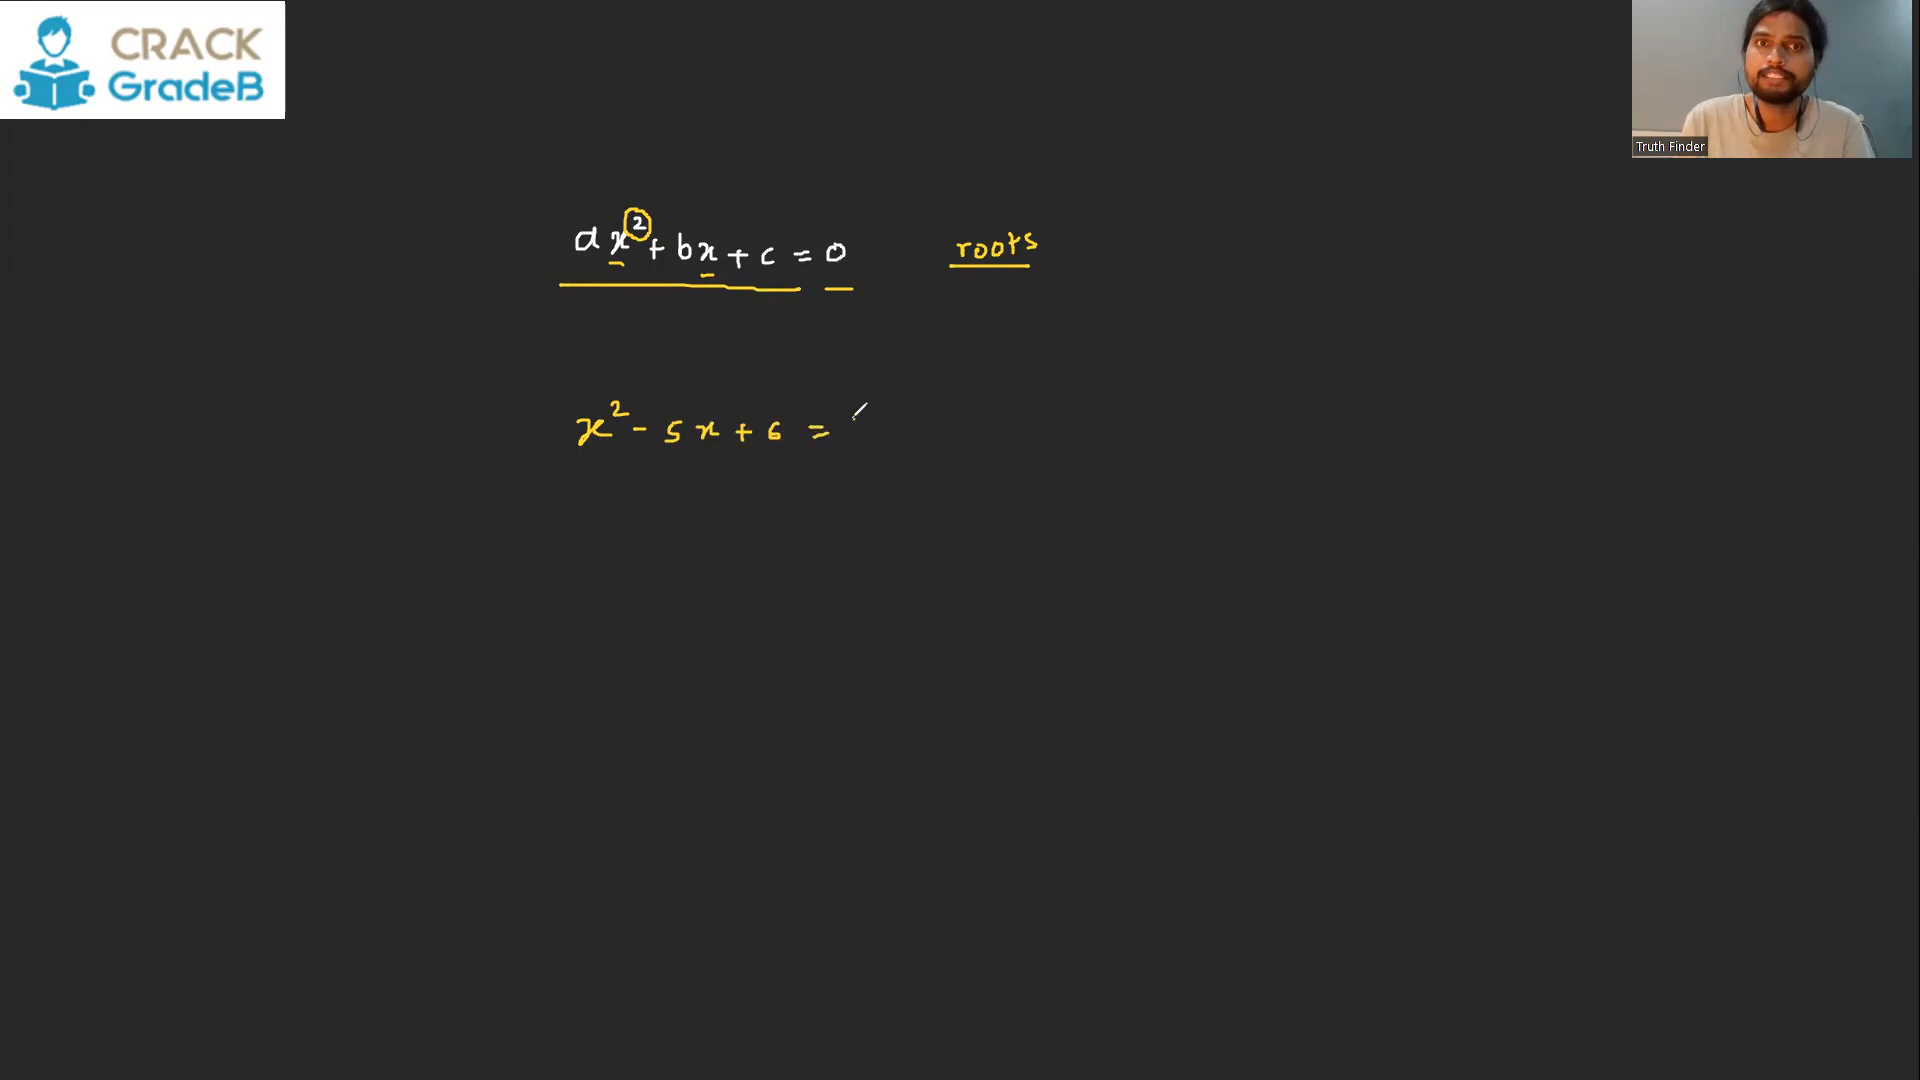 CRACK
GradeB
Truth Finder
ax² + bx + c = 0
roots
x² - 5x + 6 =